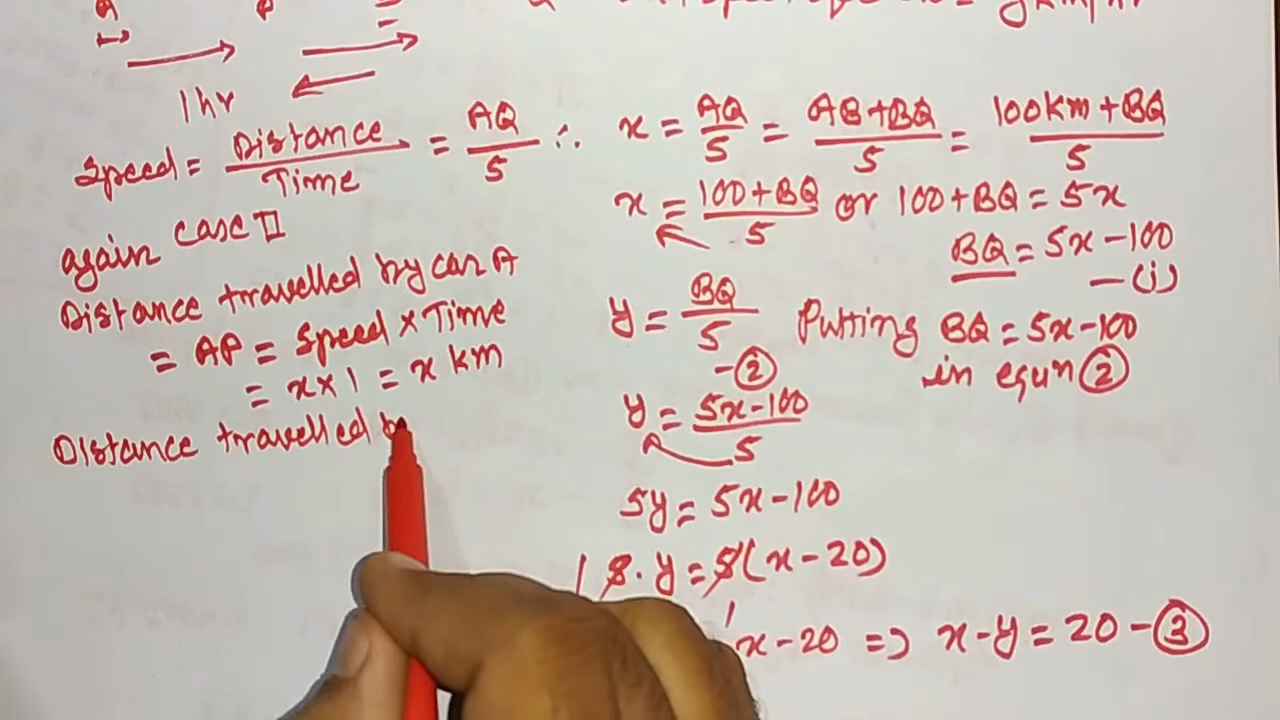 1hr
Speed = Distance / Time = AQ / 5 ∴ x = AQ / 5 = AB + BQ / 5 = 100km + BQ / 5
x = 100 + BQ / 5 or 100 + BQ = 5x
BQ = 5x - 100
- (i)
again case II
Distance travelled by car A
= AP = Speed × Time
= x × 1 = x km
Distance travelled b
y = BQ / 5 Putting BQ = 5x - 100
- ② in equn ②
y = 5x - 100 / 5
5y = 5x - 100
5 . y = 5 (x - 20)
x - 20 => x - y = 20 - ③